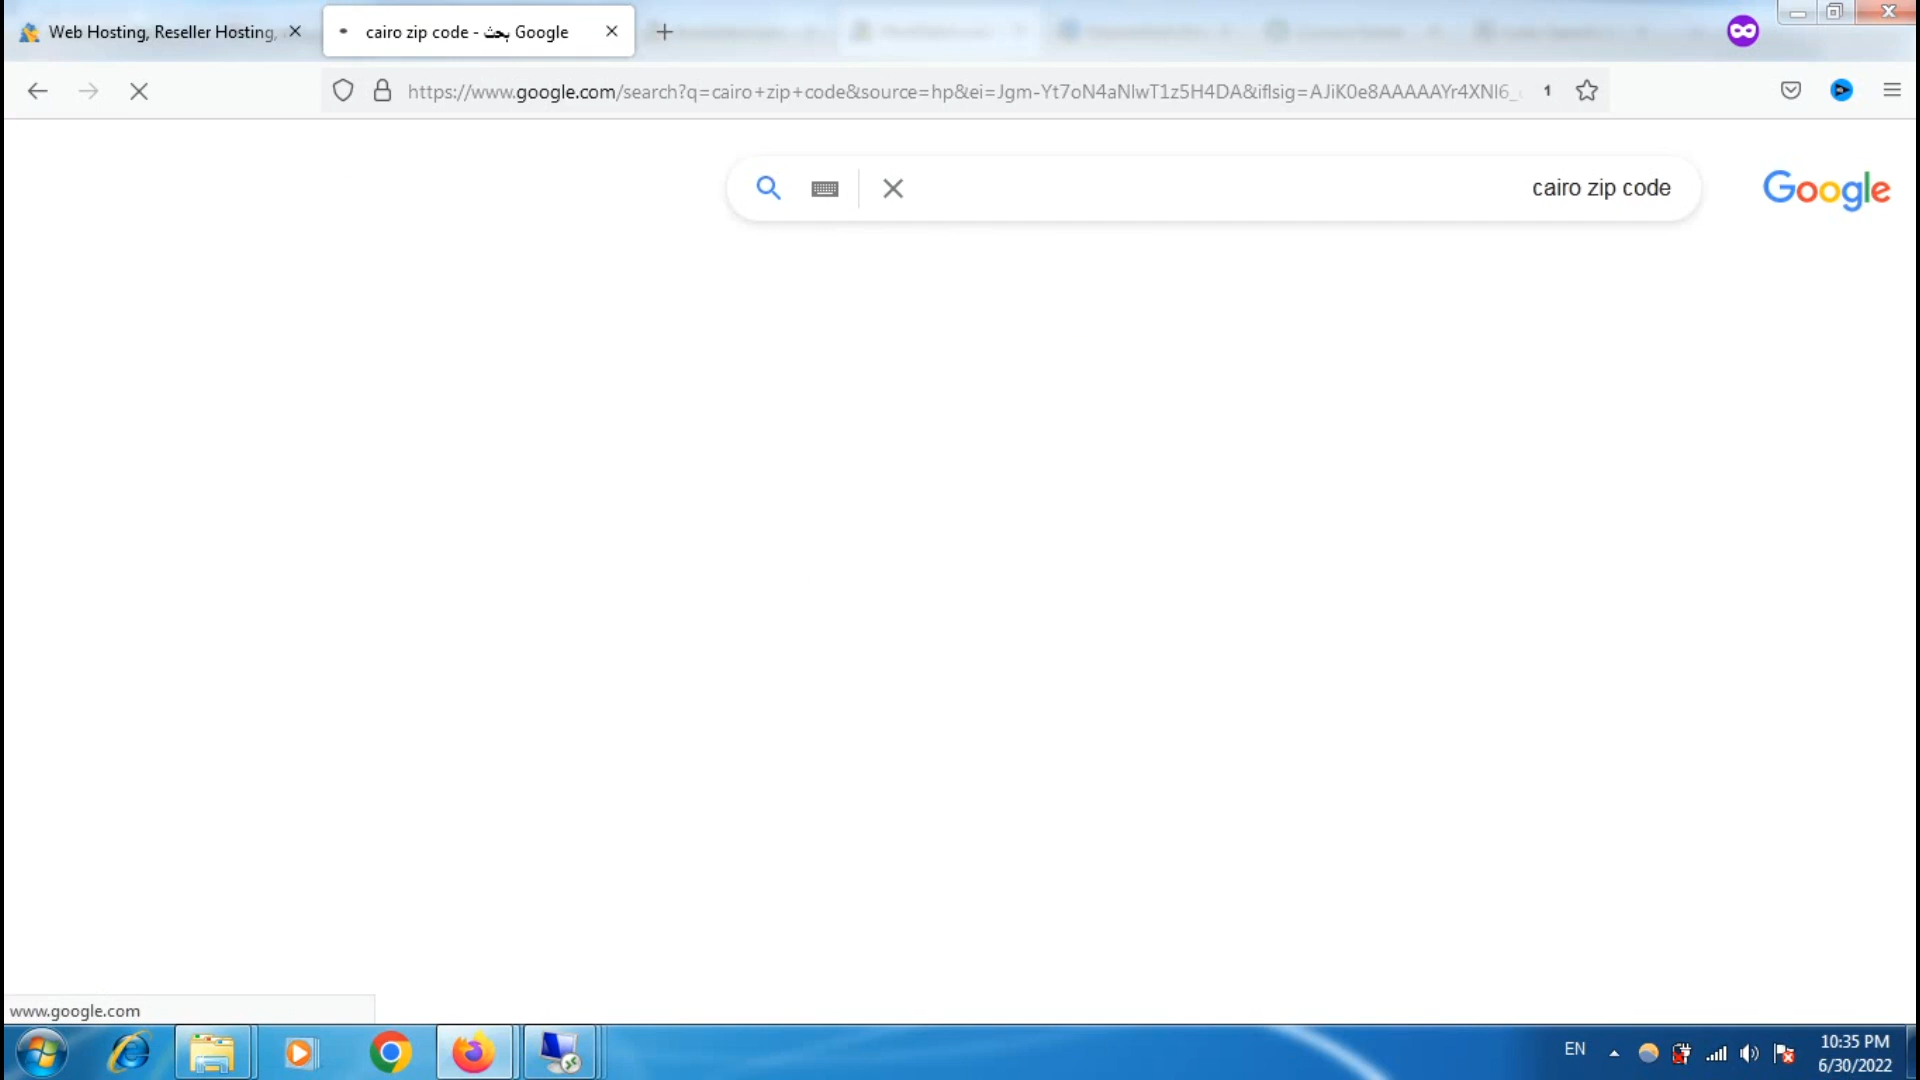 Web Hosting, Reseller Hosting,
cairo zip code - بحث Google
https://www.google.com/search?q=cairo+zip+code&source=hp&ei=Jgm-Yt7oN4aNlwT1z5H4DA&iflsig=AJiK0e8AAAAAYr4XNI6_
1
cairo zip code
Google
www.google.com
EN
10:35 PM
6/30/2022